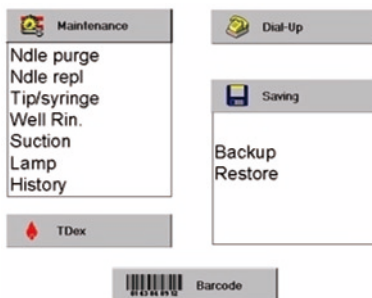 Maintenance
Ndle purge
Ndle repl
Tip/syringe
Well Rin.
Suction
Lamp
History
TDex
Dial-Up
Saving
Backup
Restore
Barcode